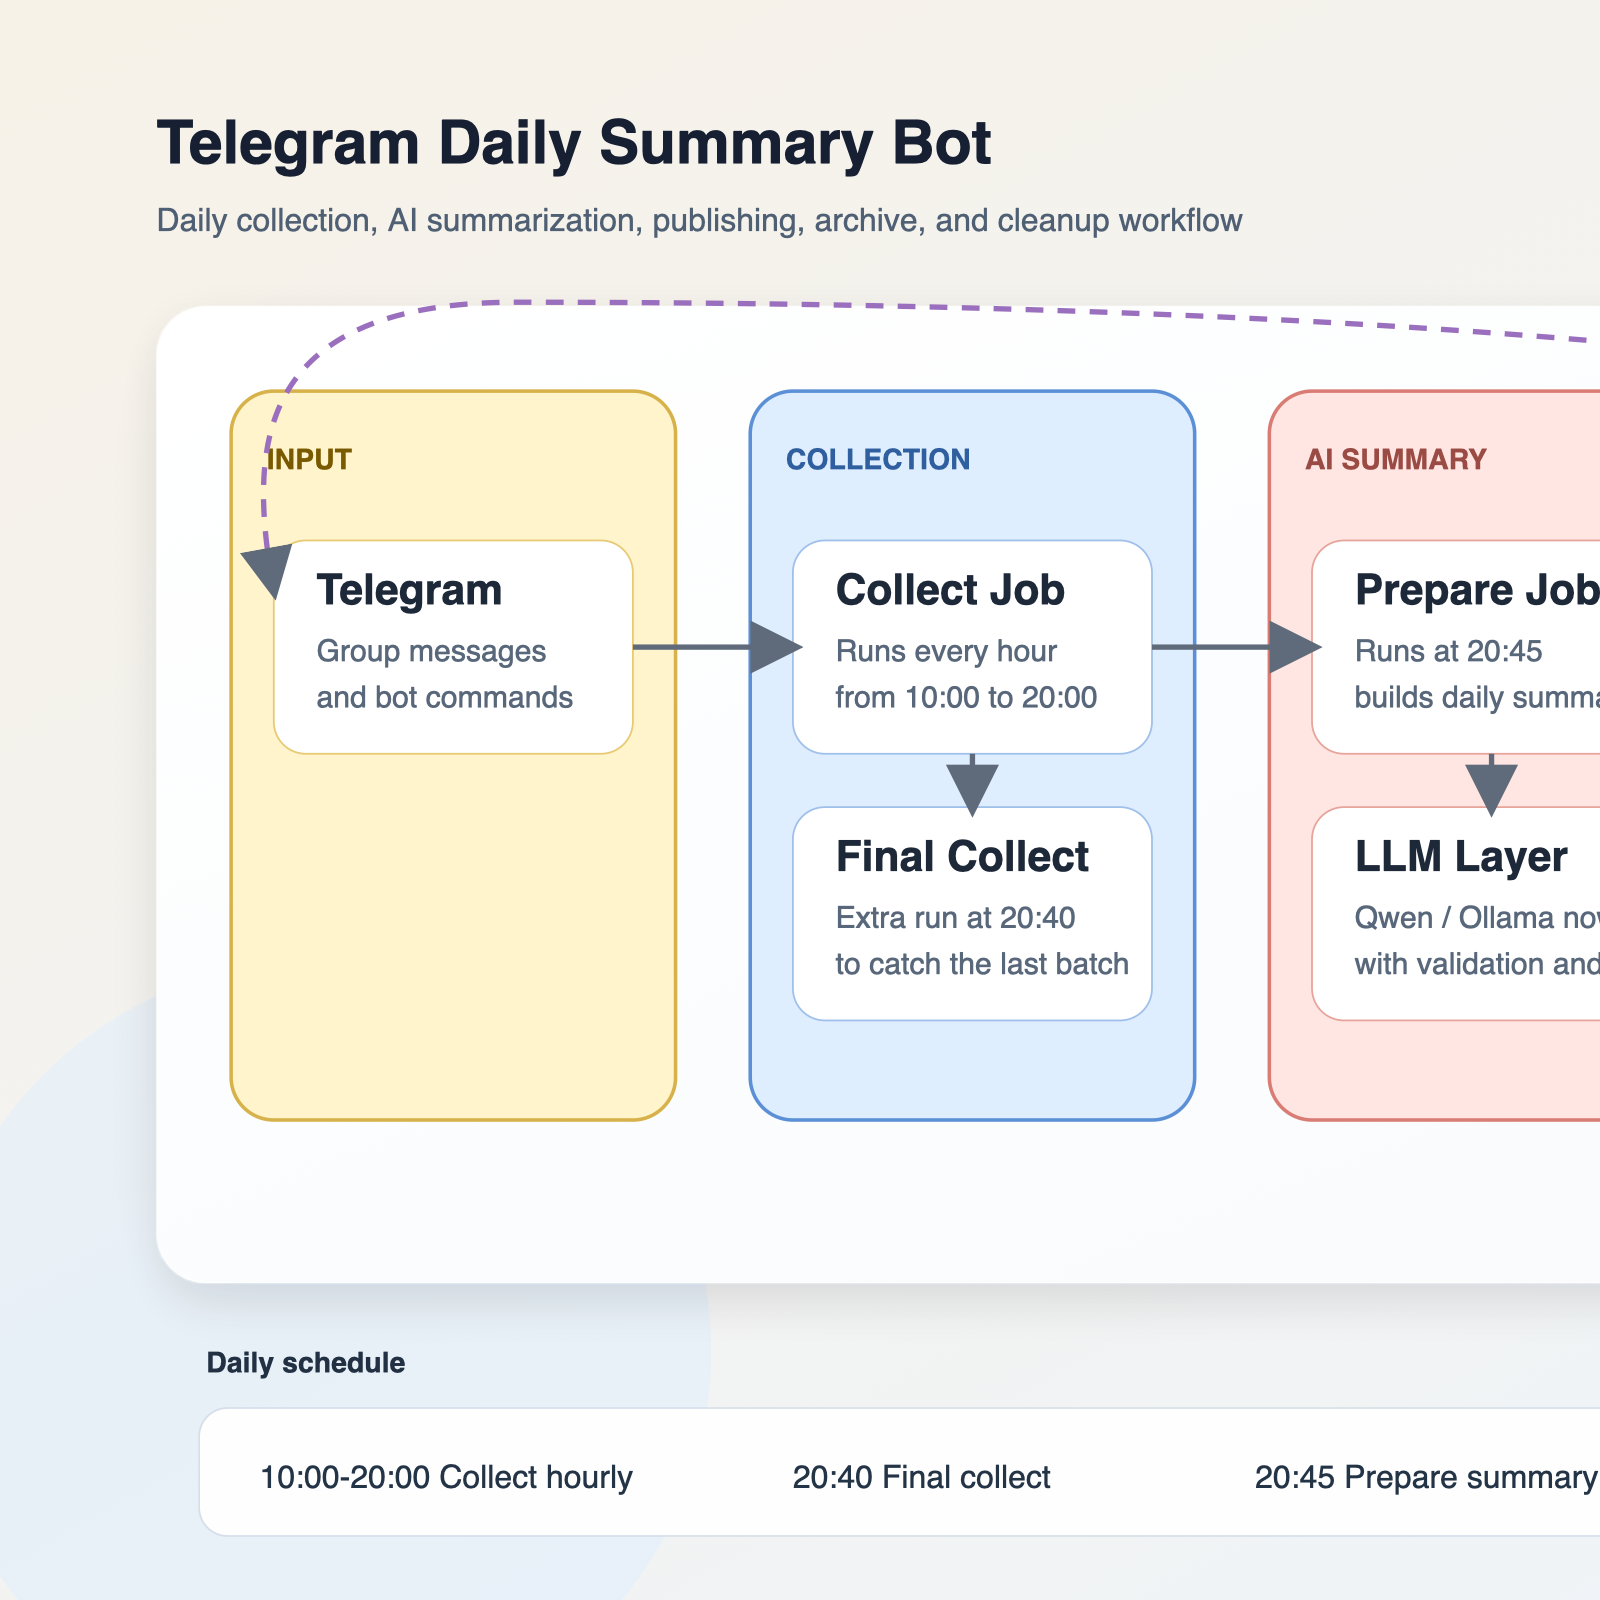 Telegram Daily Summary Bot
Daily collection, AI summarization, publishing, archive, and cleanup workflow
INPUT
Telegram
Group messages
and bot commands
COLLECTION
Collect Job
Runs every hour
from 10:00 to 20:00
Final Collect
Extra run at 20:40
to catch the last batch
AI SUMMARY
Prepare Job
Runs at 20:45
builds daily
LLM Layer
Qwen / Ollama
with validation and
Daily schedule
10:00-20:00 Collect hourly
20:40 Final collect
20:45 Prepare summary